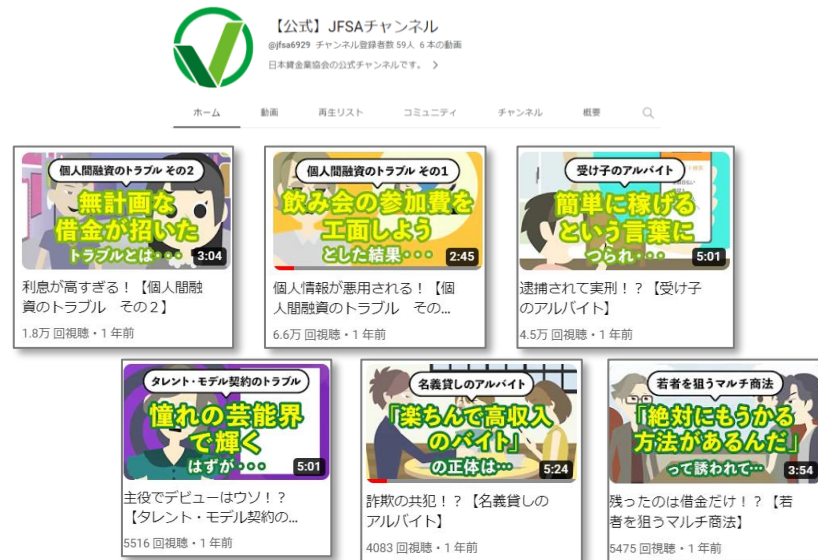 【公式】JFSAチャンネル
@jfsa6929 チャンネル登録者数 59人 6 本の動画
日本貸金業協会の公式チャンネルです。
ホーム 動画 再生リスト コミュニティ チャンネル 概要
個人間融資のトラブル その2
無計画な
借金が招いた
トラブルとは・・・
3:04
利息が高すぎる！【個人間融
資のトラブル その２】
1.8万 回視聴・1 年前
個人間融資のトラブル その1
飲み会の参加費を
工面しよう
とした結果・・・
2:45
個人情報が悪用される！【個
人間融資のトラブル その...
6.6万 回視聴・1 年前
受け子のアルバイト
簡単に稼げる
という言葉に
つられ・・・
5:01
逮捕されて実刑！？【受け子
のアルバイト】
4.5万 回視聴・1 年前
タレント・モデル契約のトラブル
憧れの芸能界
で輝く
はずが・・・
5:01
主役でデビューはウソ！？
【タレント・モデル契約の...
5516 回視聴・1 年前
名義貸しのアルバイト
「楽ちんで高収入
のバイト」
の正体は…
5:24
詐欺の共犯！？【名義貸しの
アルバイト】
4083 回視聴・1 年前
若者を狙うマルチ商法
「絶対にもうかる
方法があるんだ」
って誘われて…
3:54
残ったのは借金だけ！？【若
者を狙うマルチ商法】
5475 回視聴・1 年前